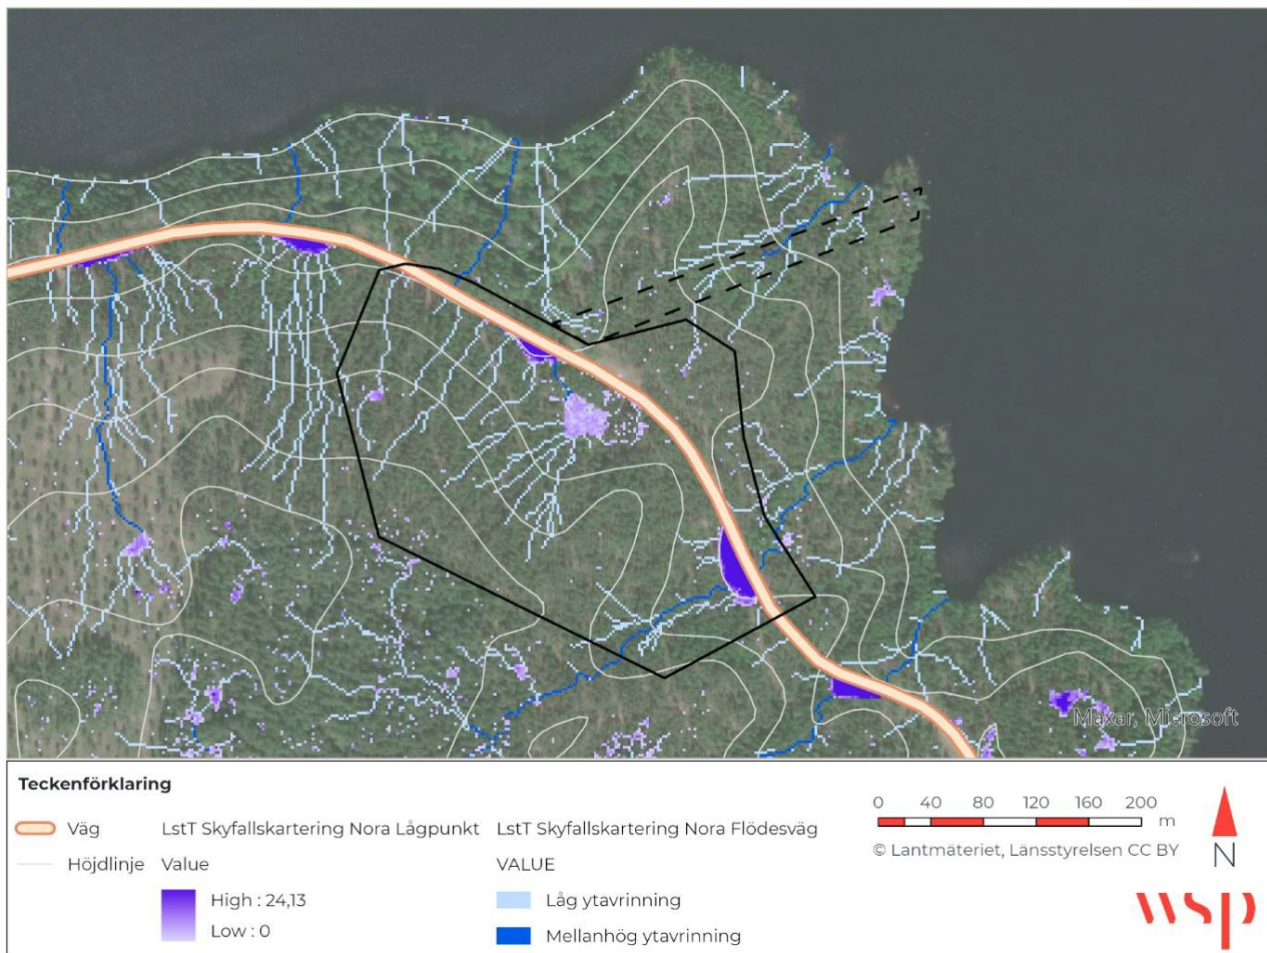 Maxar, Microsoft
Teckenförklaring
Väg
Höjdlinje
LstT Skyfallskartering Nora Lågpunkt
Value
High : 24,13
Low : 0
LstT Skyfallskartering Nora Flödesväg
VALUE
Låg ytavrinning
Mellanhög ytavrinning
0 40 80 120 160 200
m
© Lantmäteriet, Länsstyrelsen CC BY
N
wsp